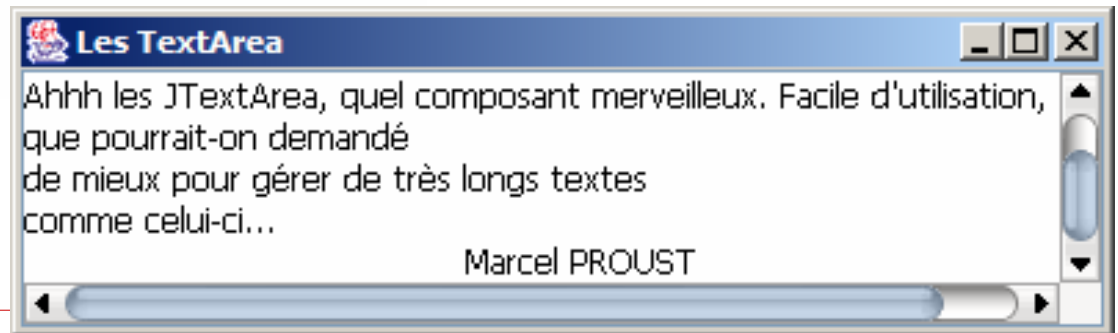 Les TextArea
Ahhh les JTextArea, quel composant merveilleux. Facile d'utilisation,
que pourrait-on demandé
de mieux pour gérer de très longs textes
comme celui-ci...
Marcel PROUST